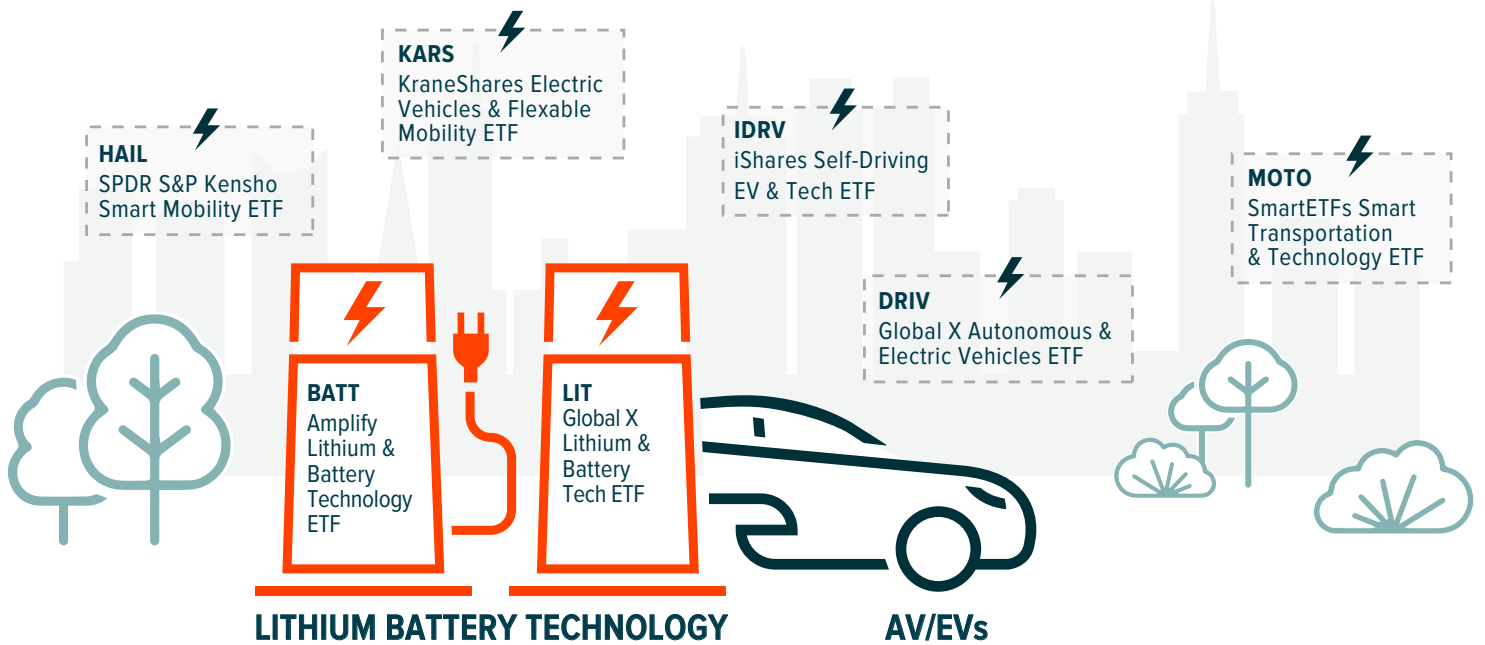 KARS
KraneShares Electric
Vehicles & Flexable
Mobility ETF
HAIL
SPDR S&P Kensho
Smart Mobility ETF
IDRV
iShares Self-Driving
EV & Tech ETF
MOTO
SmartETFs Smart
Transportation
& Technology ETF
DRIV
Global X Autonomous &
Electric Vehicles ETF
BATT
Amplify
Lithium &
Battery
Technology
ETF
LIT
Global X
Lithium &
Battery
Tech ETF
LITHIUM BATTERY TECHNOLOGY
AV/EVs